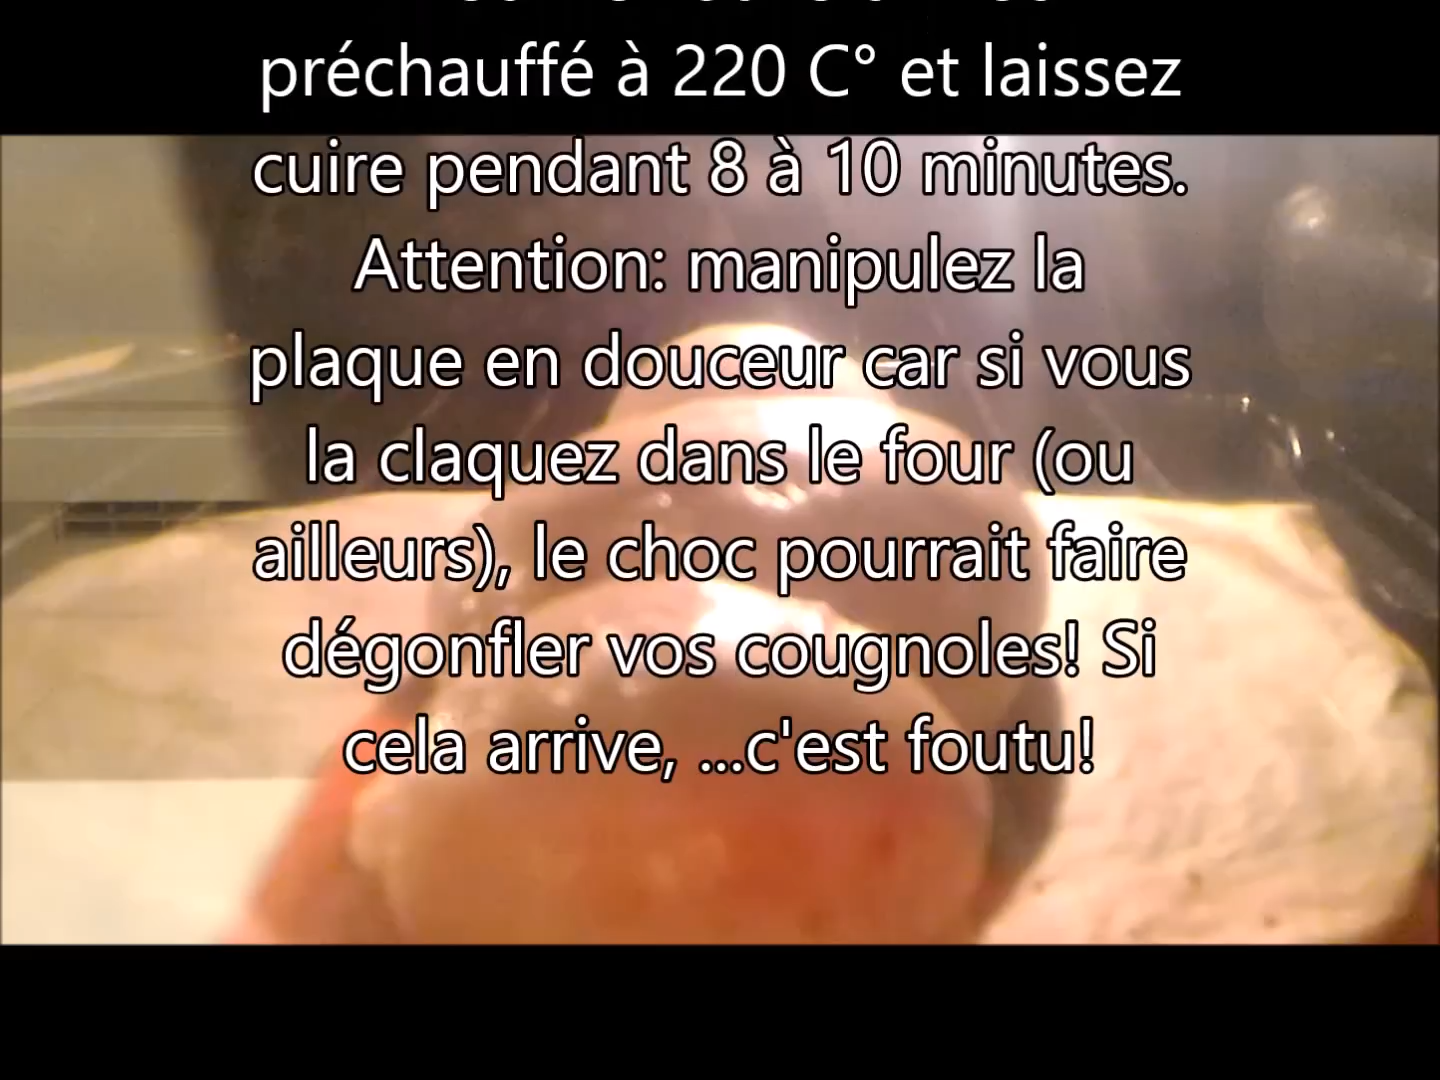 préchauffé à 220 C° et laissez
cuire pendant 8 à 10 minutes.
Attention: manipulez la
plaque en douceur car si vous
la claquez dans le four (ou
ailleurs), le choc pourrait faire
dégonfler vos cougnoles! Si
cela arrive, ...c'est foutu!